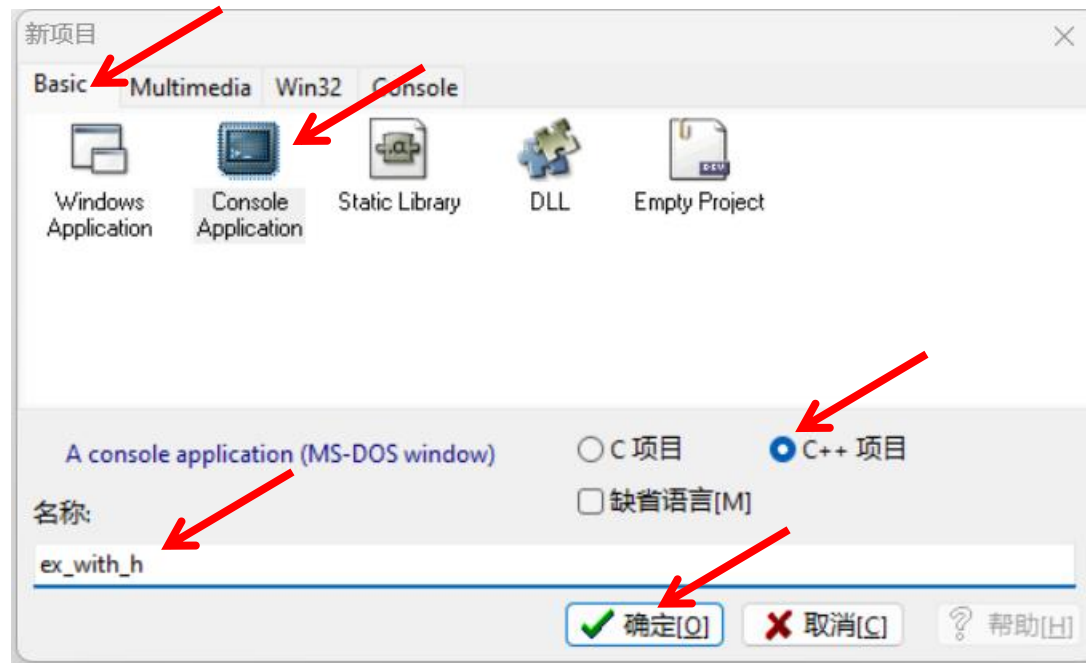 新项目
Basic Multimedia Win32 Console
Windows Application
Console Application
Static Library
DLL
Empty Project
A console application (MS-DOS window)
C 项目
C++ 项目
缺省语言[M]
名称:
ex_with_h
确定[O]
取消[C]
帮助[H]